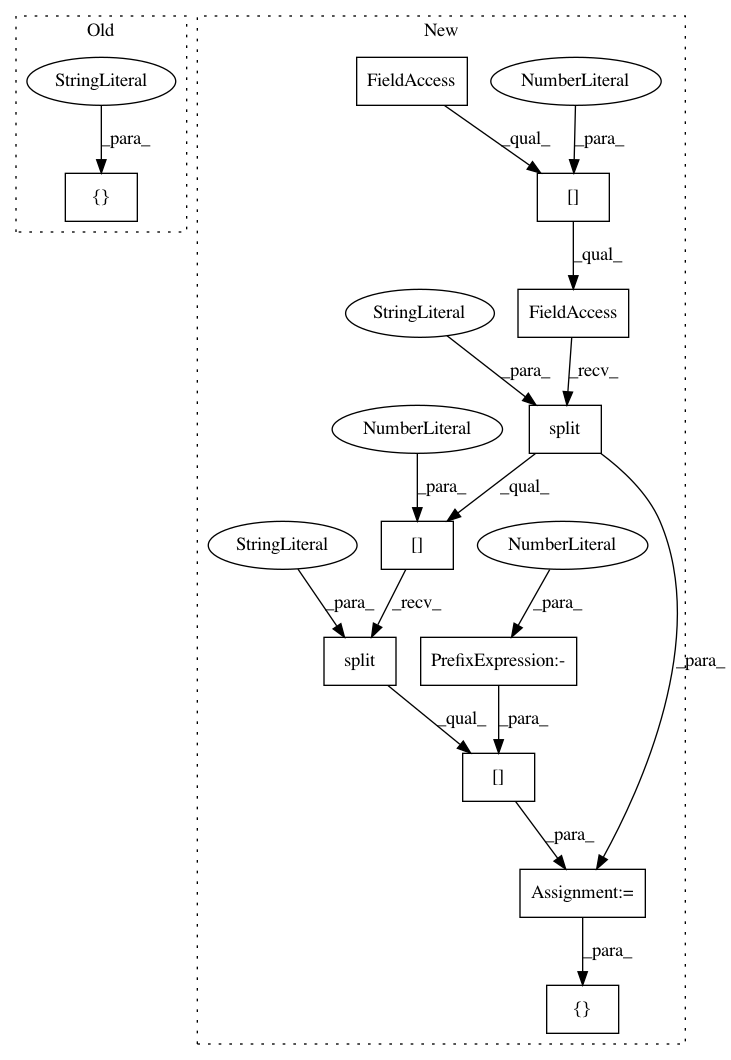 Old
New
StringLiteral
FieldAccess
NumberLiteral
_para_
_qual_
_para_
{}
[]
_qual_
StringLiteral
FieldAccess
_para_
_recv_
NumberLiteral
split
_para_
_qual_
StringLiteral
[]
NumberLiteral
_para_
_recv_
_para_
split
PrefixExpression:-
_para_
_qual_
_para_
[]
_para_
Assignment:=
_para_
{}